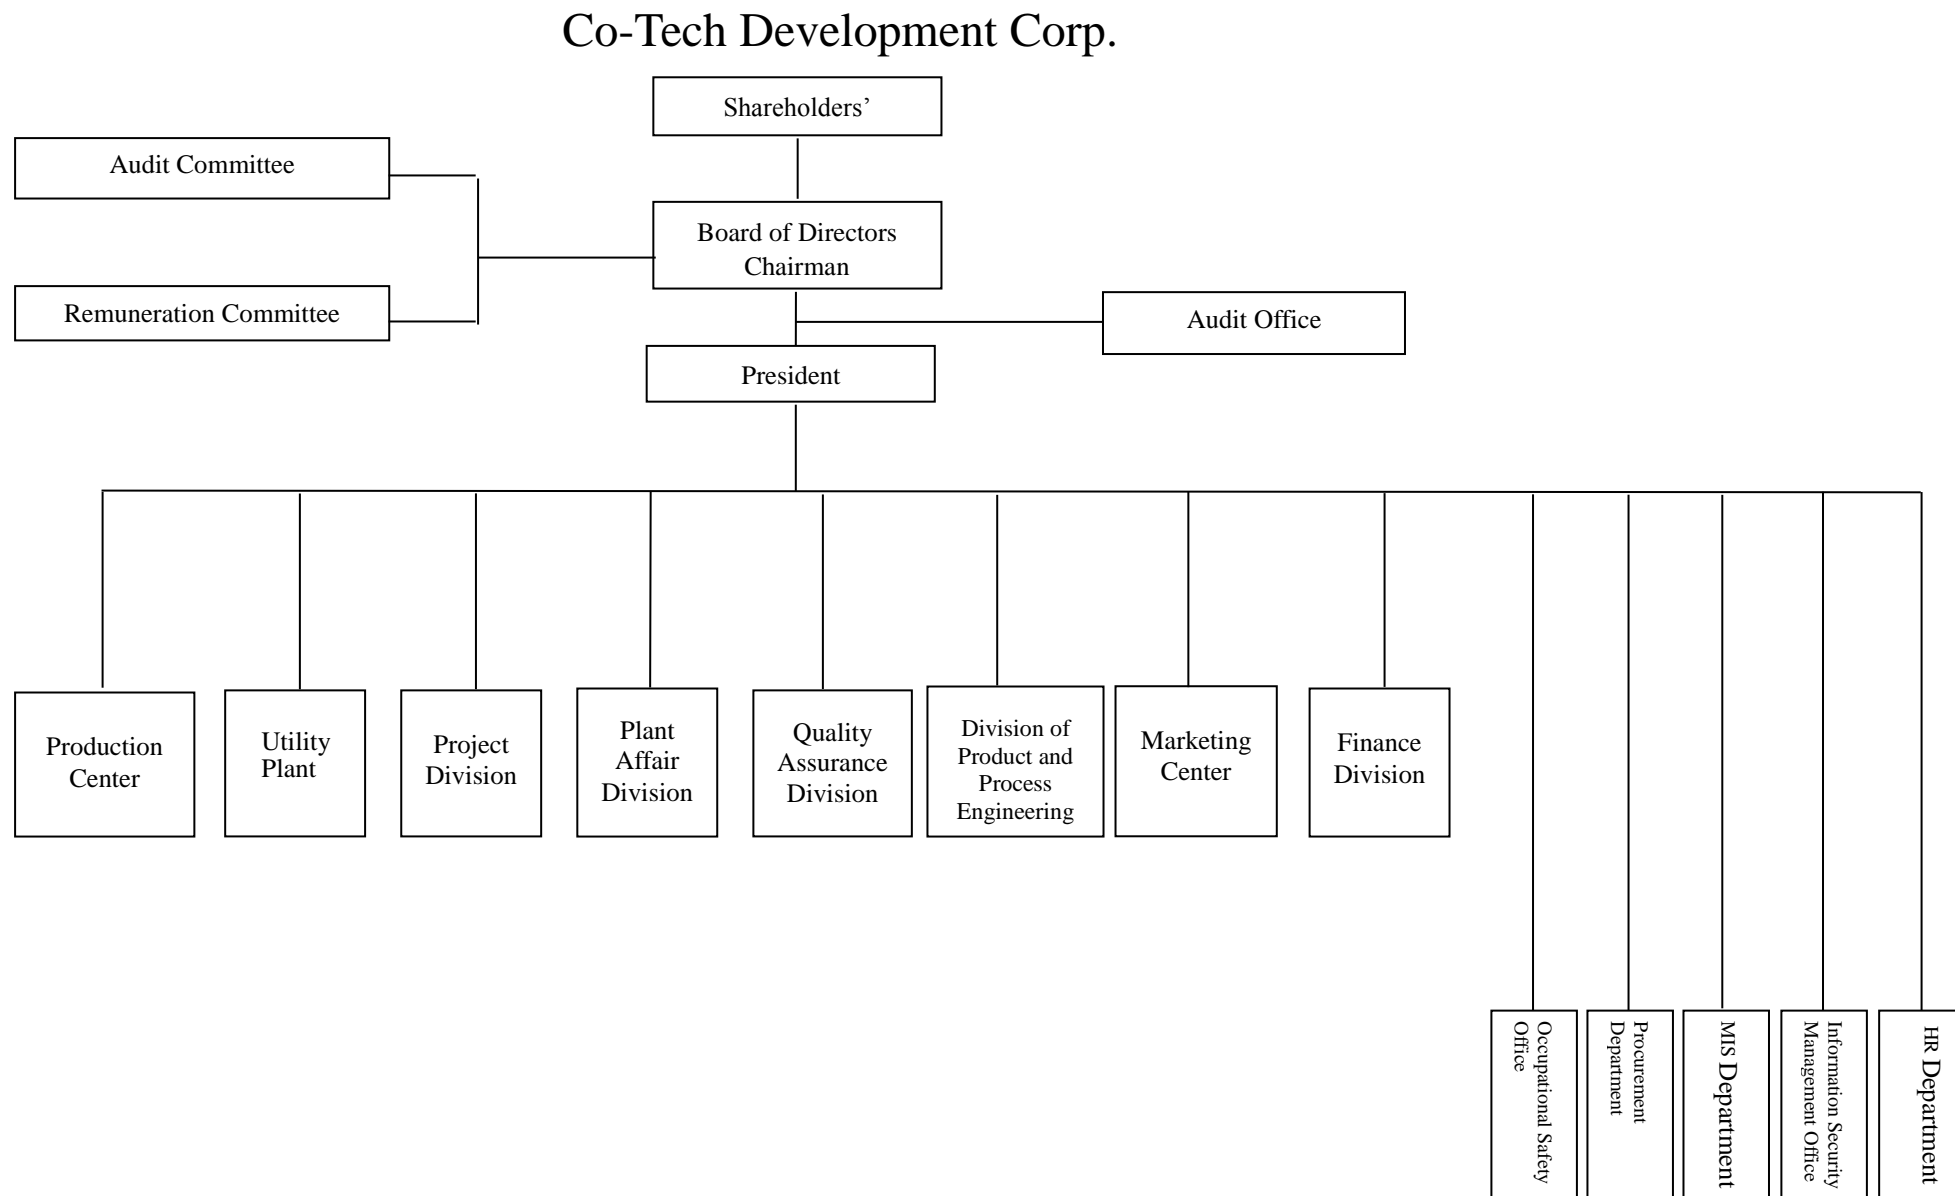 Co-Tech Development Corp.
Shareholders’
Audit Committee
Board of Directors
Chairman
Remuneration Committee
Audit Office
President
Production
Center
Utility
Plant
Project
Division
Plant
Affair
Division
Quality
Assurance
Division
Division of
Product and
Process
Engineering
Marketing
Center
Finance
Division
Occupational Safety
Office
Procurement
Department
MIS Department
Information Security
Management Office
HR Department